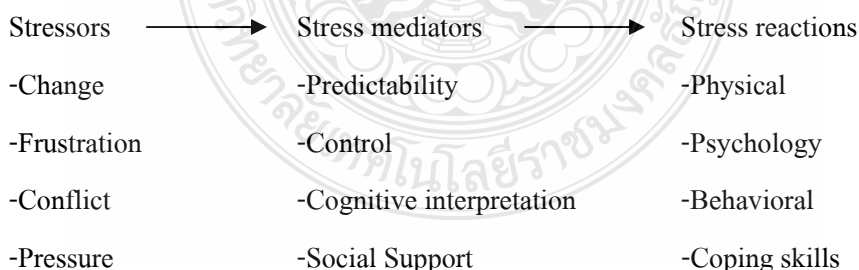 Stressors Stress mediators Stress reactions
-Change -Predictability -Physical
-Frustration -Control -Psychology
-Conflict -Cognitive interpretation -Behavioral
-Pressure -Social Support -Coping skills